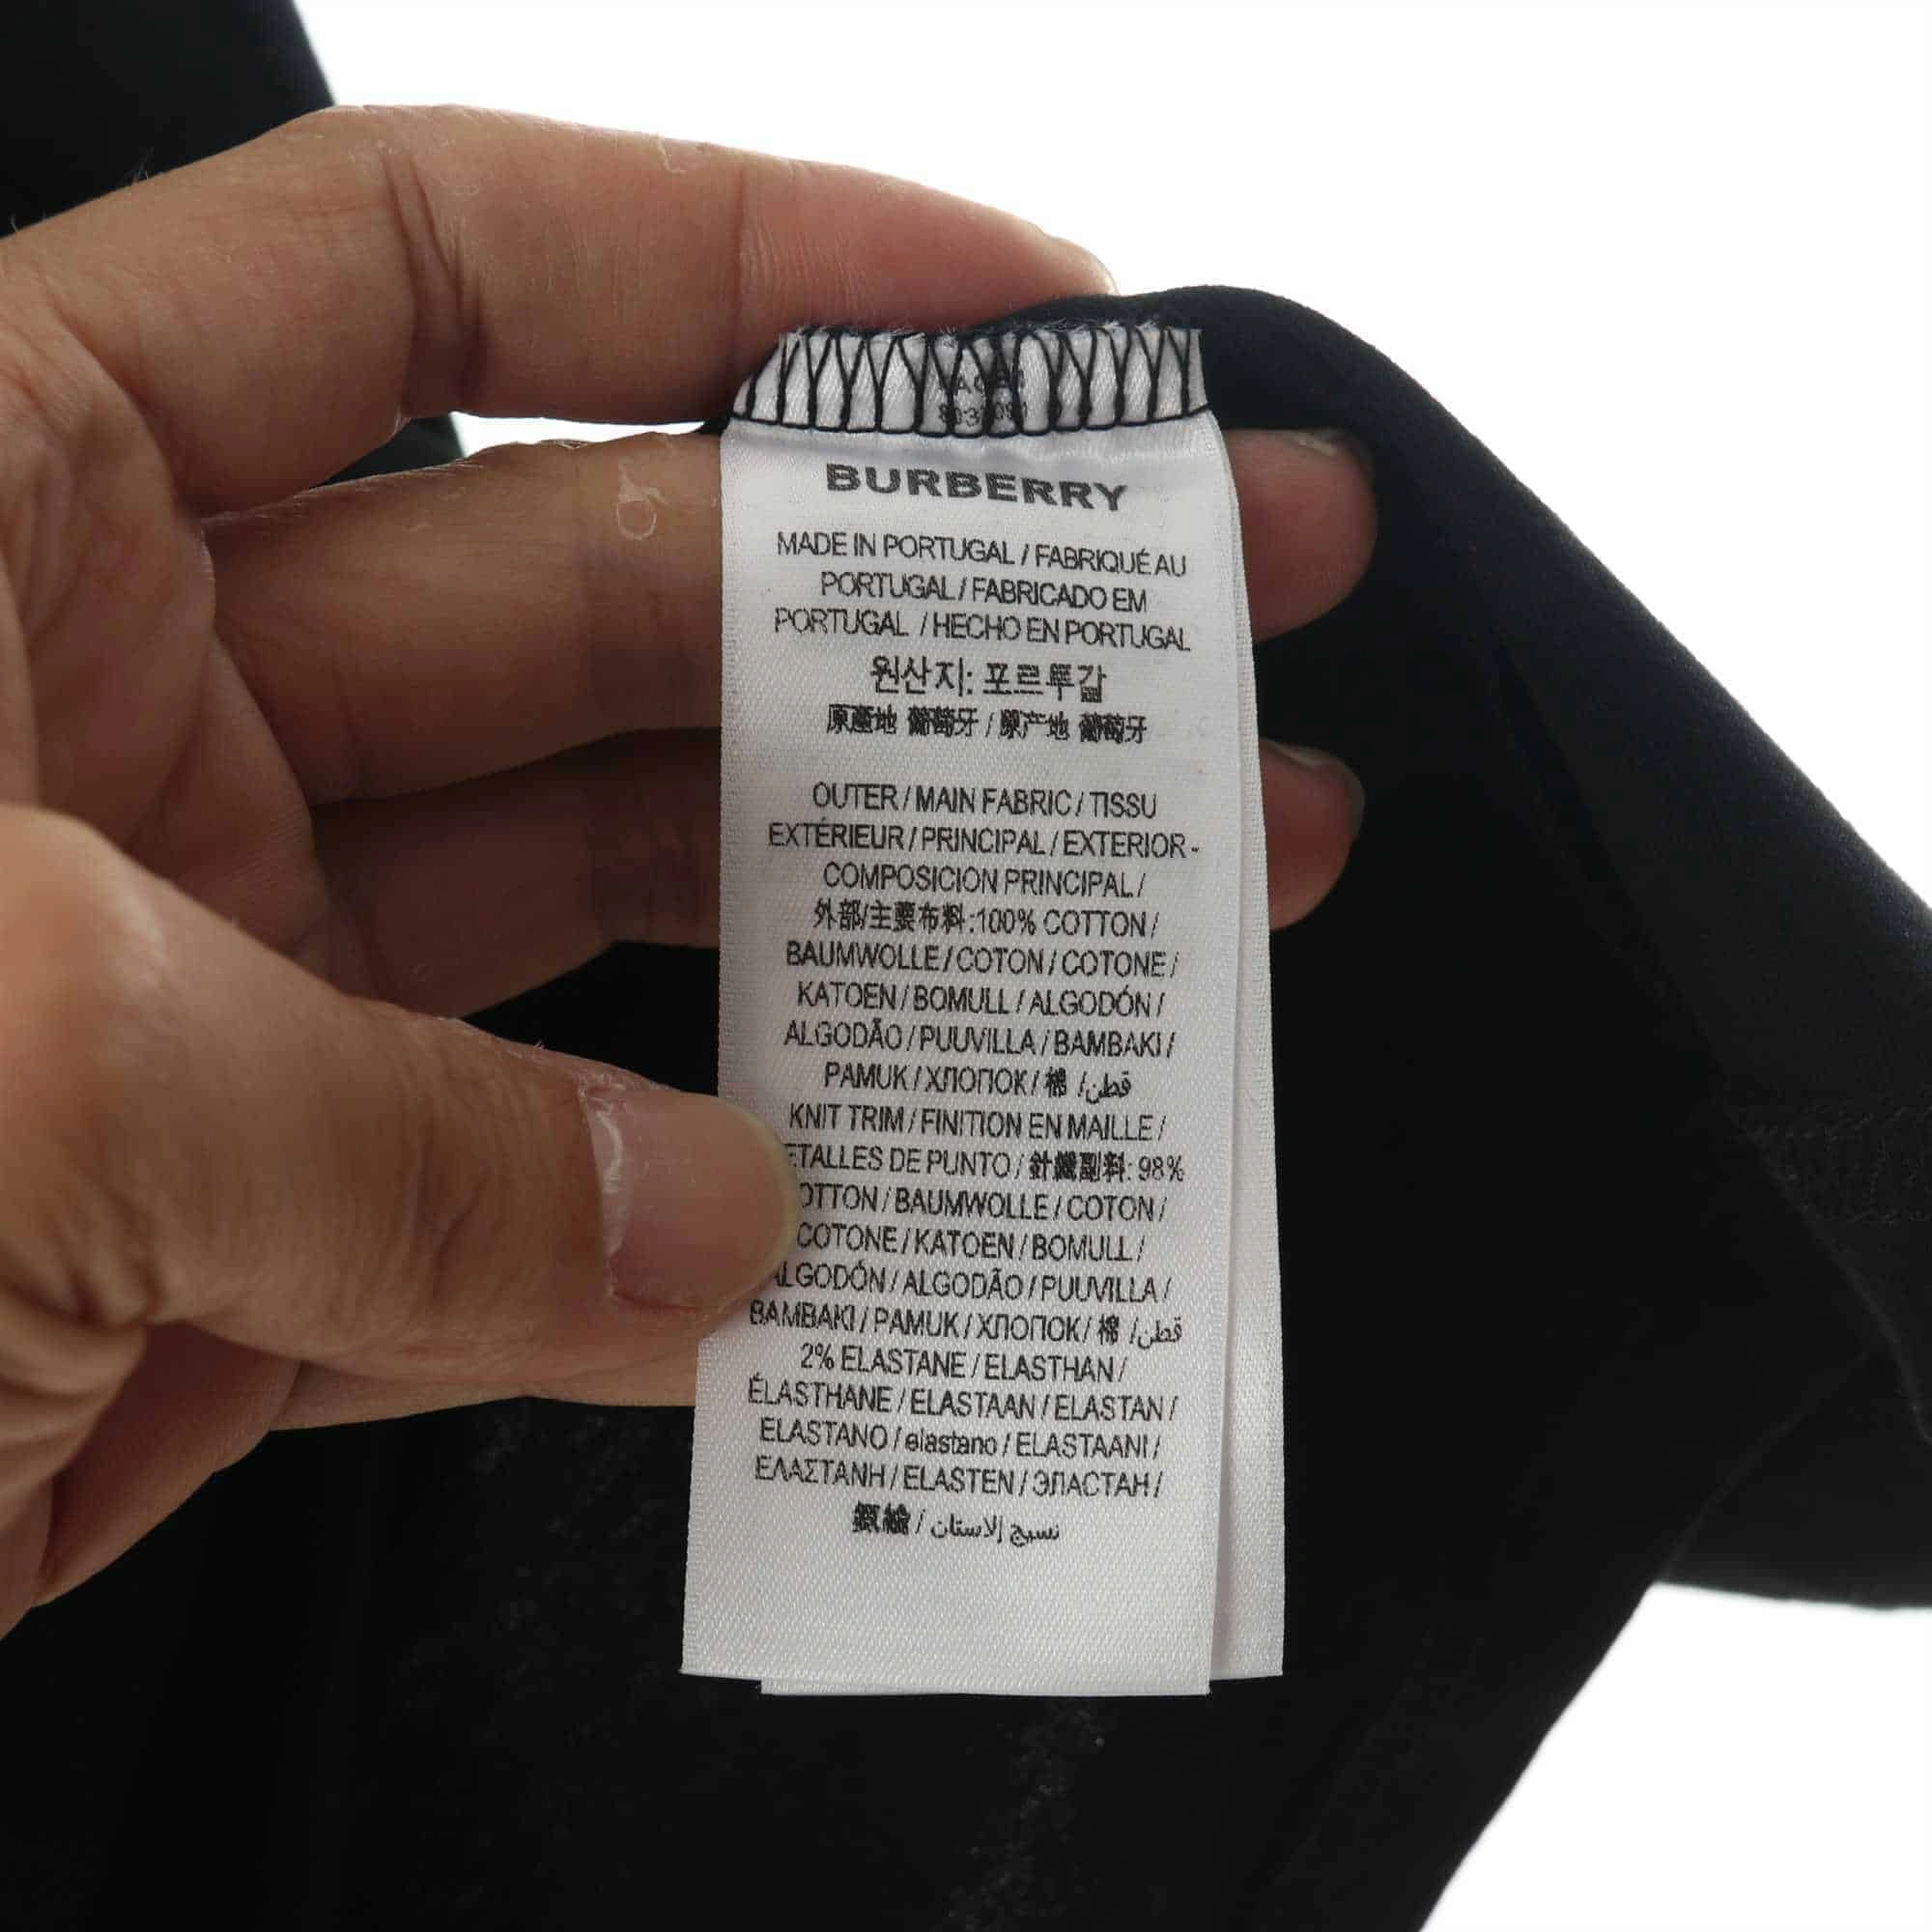 BURBERRY
MADE IN PORTUGAL / FABRIQUÉ AU
PORTUGAL / FABRICADO EM
PORTUGAL / HECHO EN PORTUGAL
원산지: 포르투갈
原產地 葡萄牙 / 原产地 葡萄牙
OUTER / MAIN FABRIC / TISSU
EXTÉRIEUR / PRINCIPAL / EXTERIOR -
COMPOSICION PRINCIPAL /
外部/主要布料:100% COTTON /
BAUMWOLLE / COTON / COTONE /
KATOEN / BOMULL / ALGODÓN /
ALGODÃO / PUUVILLA / BAMBAKI /
PAMUK / ХЛОПОК / 棉 / قطن
KNIT TRIM / FINITION EN MAILLE /
ETALLES DE PUNTO / 針織副料: 98%
OTTON / BAUMWOLLE / COTON /
COTONE / KATOEN / BOMULL /
ALGODÓN / ALGODÃO / PUUVILLA /
BAMBAKI / PAMUK / ХЛОПОК / 棉 / قطن
2% ELASTANE / ELASTHAN /
ÉLASTHANE / ELASTAAN / ELASTAN /
ELASTANO / elastano / ELASTAANI /
ΕΛΑΣΤΑΝΗ / ELASTEN / ЭЛАСТАН /
氨綸 / نسيج إلاستان